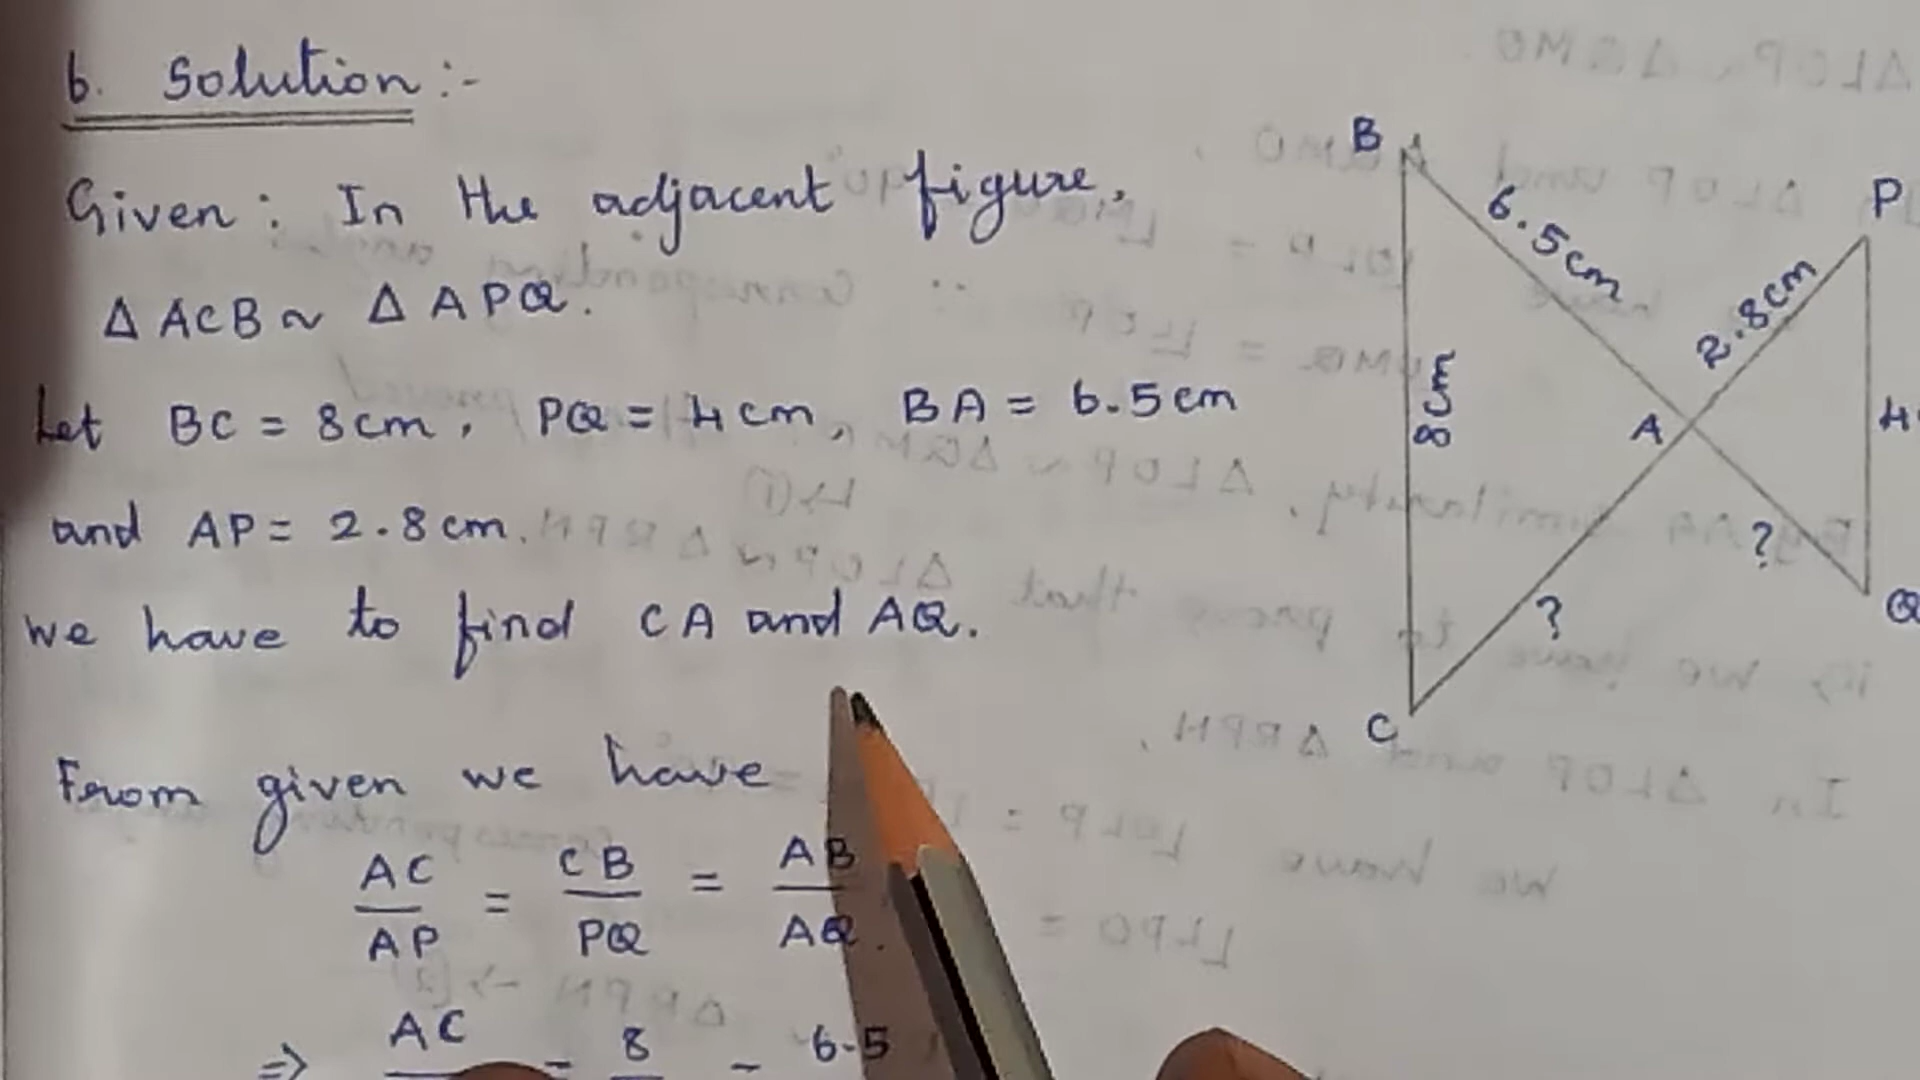 6. Solution :-
Given : In the adjacent figure,
Δ ACB ~ Δ APQ.
Let BC = 8cm, PQ = 4cm, BA = 6.5cm
and AP = 2.8cm.
we have to find CA and AQ.
From given we have
AC/AP = CB/PQ = AB/AQ.
⇒ AC = 8 = 6.5
B
6.5cm
P
2.8cm
8cm
A
4
?
?
Q
C